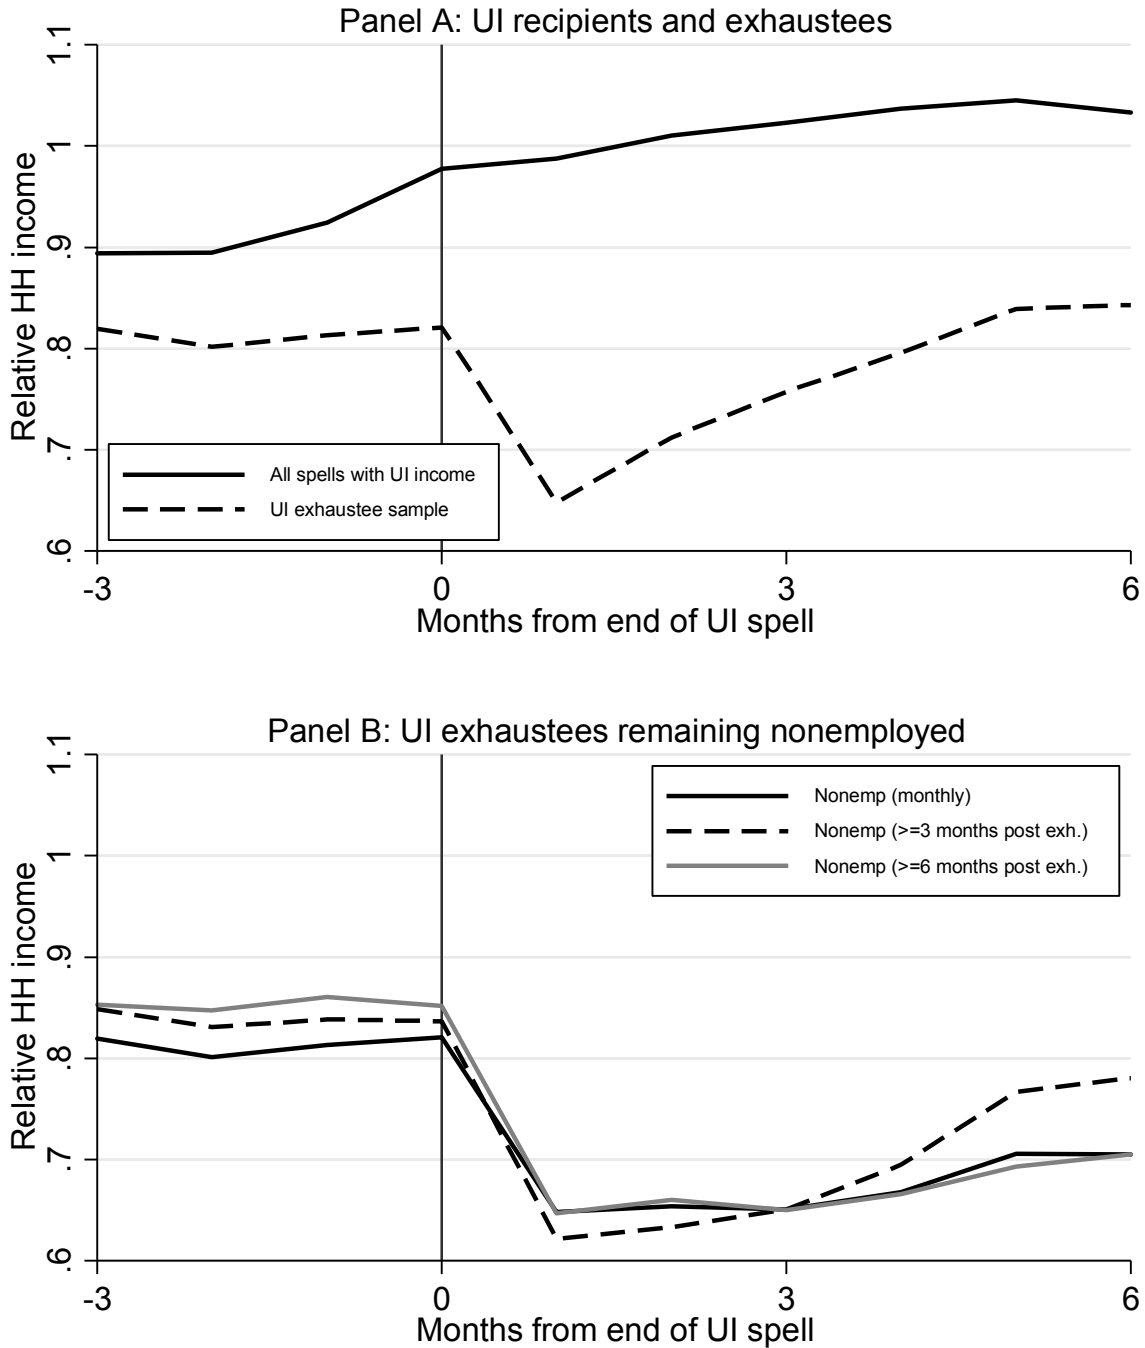 Panel A: UI recipients and exhaustees
1.1
1
.9
.8
.7
.6
Relative HH income
All spells with UI income
UI exhaustee sample
-3
0
3
6
Months from end of UI spell
Panel B: UI exhaustees remaining nonemployed
1.1
1
.9
.8
.7
.6
Relative HH income
Nonemp (monthly)
Nonemp (>=3 months post exh.)
Nonemp (>=6 months post exh.)
-3
0
3
6
Months from end of UI spell